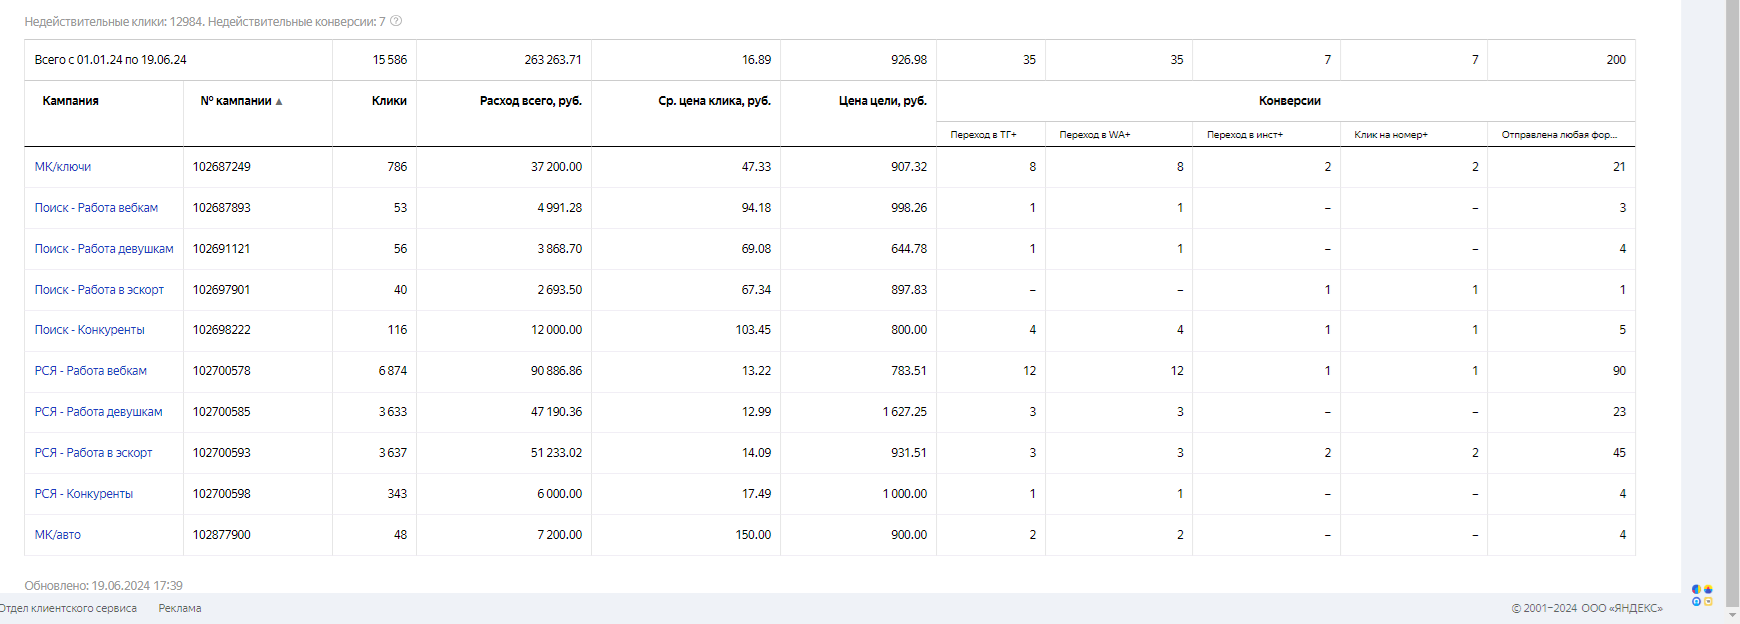 Недействительные клики: 12984. Недействительные конверсии: 7 ?
Всего с 01.01.24 по 19.06.24 15 586 263 263.71 16.89 926.98 35 35 7 7 200
Кампания № кампании ▲ Клики Расход всего, руб. Ср. цена клика, руб. Цена цели, руб. Конверсии
Переход в ТГ+ Переход в WA+ Переход в инст+ Клик на номер+ Отправлена любая фор...
МК/ключи 102687249 786 37 200.00 47.33 907.32 8 8 2 2 21
Поиск - Работа вебкам 102687893 53 4 991.28 94.18 998.26 1 1 – – 3
Поиск - Работа девушкам 102691121 56 3 868.70 69.08 644.78 1 1 – – 4
Поиск - Работа в эскорт 102697901 40 2 693.50 67.34 897.83 – – 1 1 1
Поиск - Конкуренты 102698222 116 12 000.00 103.45 800.00 4 4 1 1 5
РСЯ - Работа вебкам 102700578 6 874 90 886.86 13.22 783.51 12 12 1 1 90
РСЯ - Работа девушкам 102700585 3 633 47 190.36 12.99 1 627.25 3 3 – – 23
РСЯ - Работа в эскорт 102700593 3 637 51 233.02 14.09 931.51 3 3 2 2 45
РСЯ - Конкуренты 102700598 343 6 000.00 17.49 1 000.00 1 1 – – 4
МК/авто 102877900 48 7 200.00 150.00 900.00 2 2 – – 4
Обновлено: 19.06.2024 17:39
Отдел клиентского сервиса Реклама © 2001–2024 ООО «ЯНДЕКС»